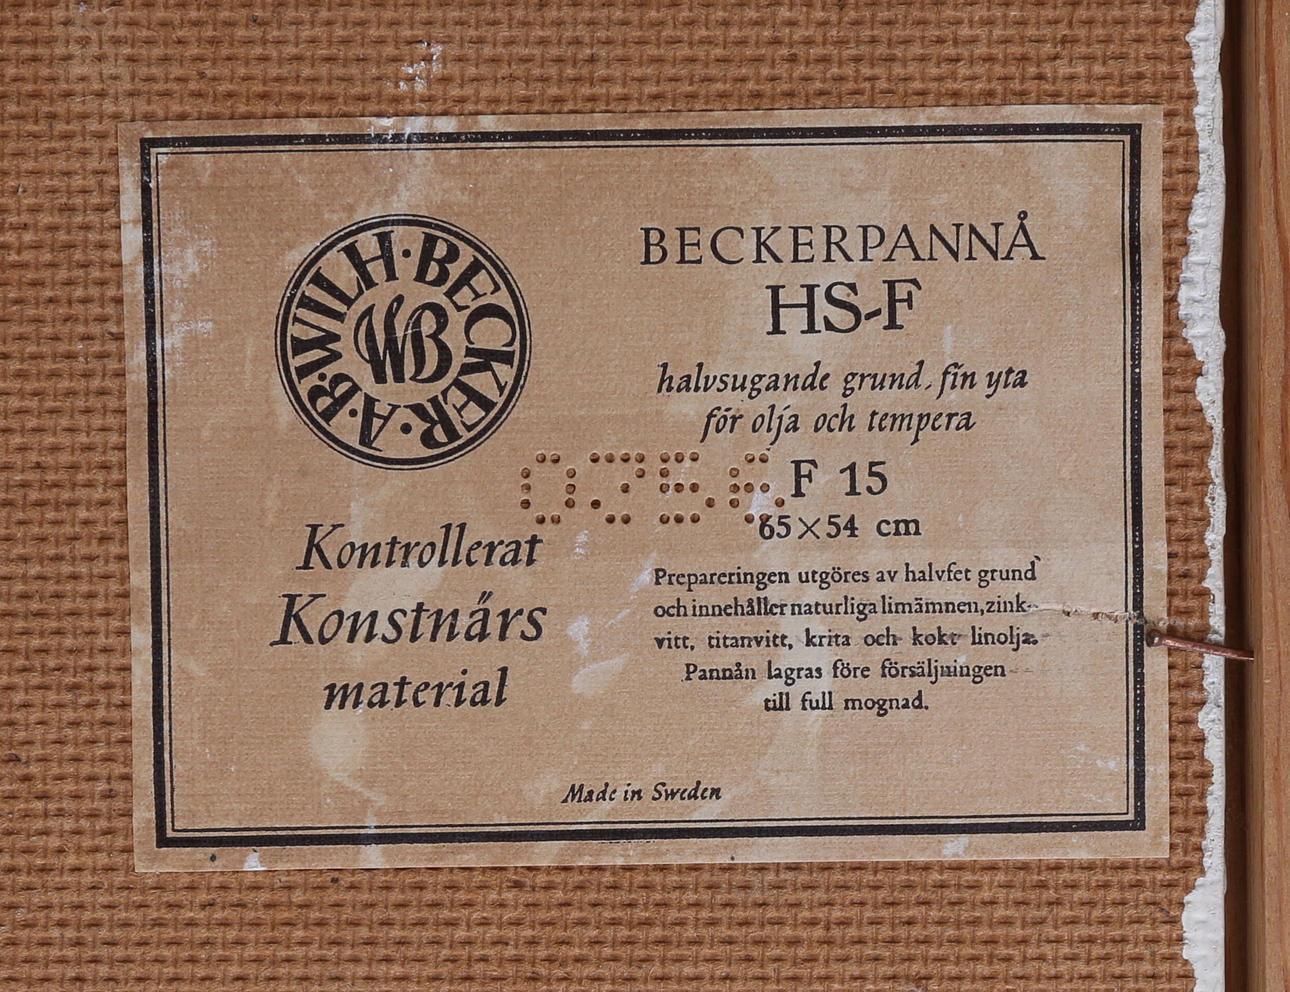 A·B·WILH·BECKER·
WB
BECKERPANNÅ
HS-F
halvsugande grund, fin yta
för olja och tempera
F 15
65×54 cm
Kontrollerat
Konstnärs
material
Prepareringen utgöres av halvfet grund
och innehåller naturliga limämnen, zink-
vitt, titanvitt, krita och kokt linolja.
Pannån lagras före försäljningen
till full mognad.
Made in Sweden